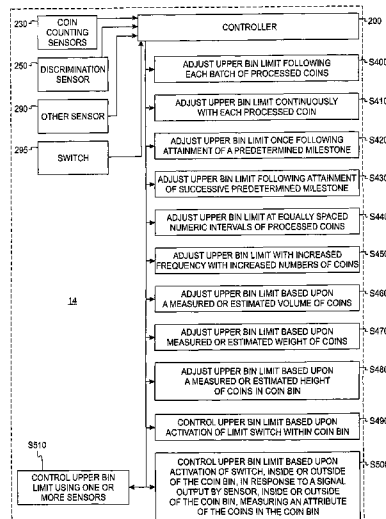 230
COIN
COUNTING
SENSORS
CONTROLLER
200
250
DISCRIMINATION
SENSOR
290
OTHER SENSOR
295
SWITCH
ADJUST UPPER BIN LIMIT FOLLOWING
EACH BATCH OF PROCESSED COINS
S400
ADJUST UPPER BIN LIMIT CONTINUOUSLY
WITH EACH PROCESSED COIN
S410
ADJUST UPPER BIN LIMIT ONCE FOLLOWING
ATTAINMENT OF A PREDETERMINED MILESTONE
S420
ADJUST UPPER BIN LIMIT FOLLOWING ATTAINMENT
OF SUCCESSIVE PREDETERMINED MILESTONE
S430
ADJUST UPPER BIN LIMIT AT EQUALLY SPACED
NUMERIC INTERVALS OF PROCESSED COINS
S440
ADJUST UPPER BIN LIMIT WITH INCREASED
FREQUENCY WITH INCREASED NUMBERS OF COINS
S450
14
ADJUST UPPER BIN LIMIT BASED UPON
A MEASURED OR ESTIMATED VOLUME OF COINS
S460
ADJUST UPPER BIN LIMIT BASED UPON
MEASURED OR ESTIMATED WEIGHT OF COINS
S470
ADJUST UPPER BIN LIMIT BASED UPON
A MEASURED OR ESTIMATED HEIGHT
OF COINS IN COIN BIN
S480
CONTROL UPPER BIN LIMIT BASED UPON
ACTIVATION OF LIMIT SWITCH WITHIN COIN BIN
S490
S510
CONTROL UPPER BIN
LIMIT USING ONE OR
MORE SENSORS
CONTROL UPPER BIN LIMIT BASED UPON
ACTIVATION OF SWITCH, INSIDE OR OUTSIDE
OF THE COIN BIN, IN RESPONSE TO A SIGNAL
OUTPUT BY SENSOR, INSIDE OR OUTSIDE
OF THE COIN BIN, MEASURING AN ATTRIBUTE
OF THE COINS IN THE COIN BIN
S500